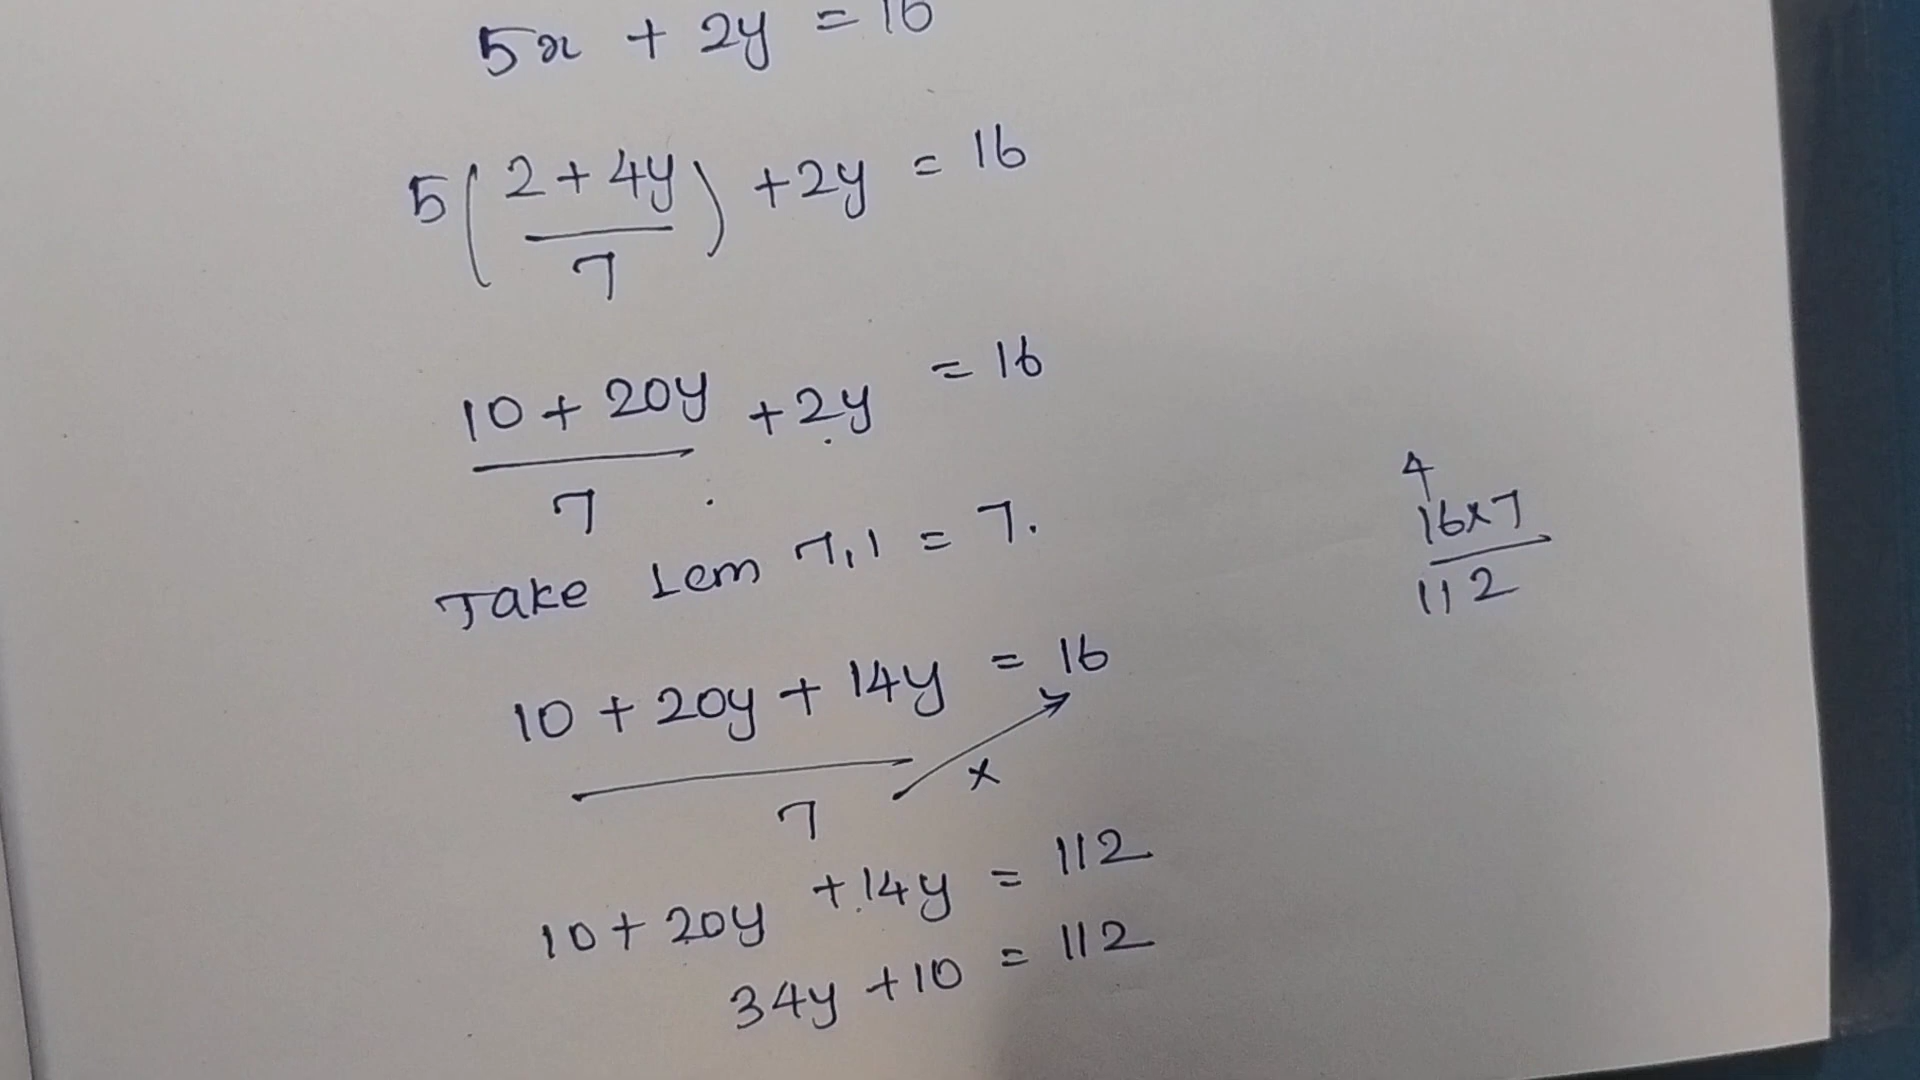 5x + 2y = 16
5(2 + 4y / 7) + 2y = 16
10 + 20y / 7 + 2y = 16
Take Lcm 7,1 = 7.
4
16x7
112
10 + 20y + 14y / 7 = 16
x
10 + 20y + 14y = 112
34y + 10 = 112